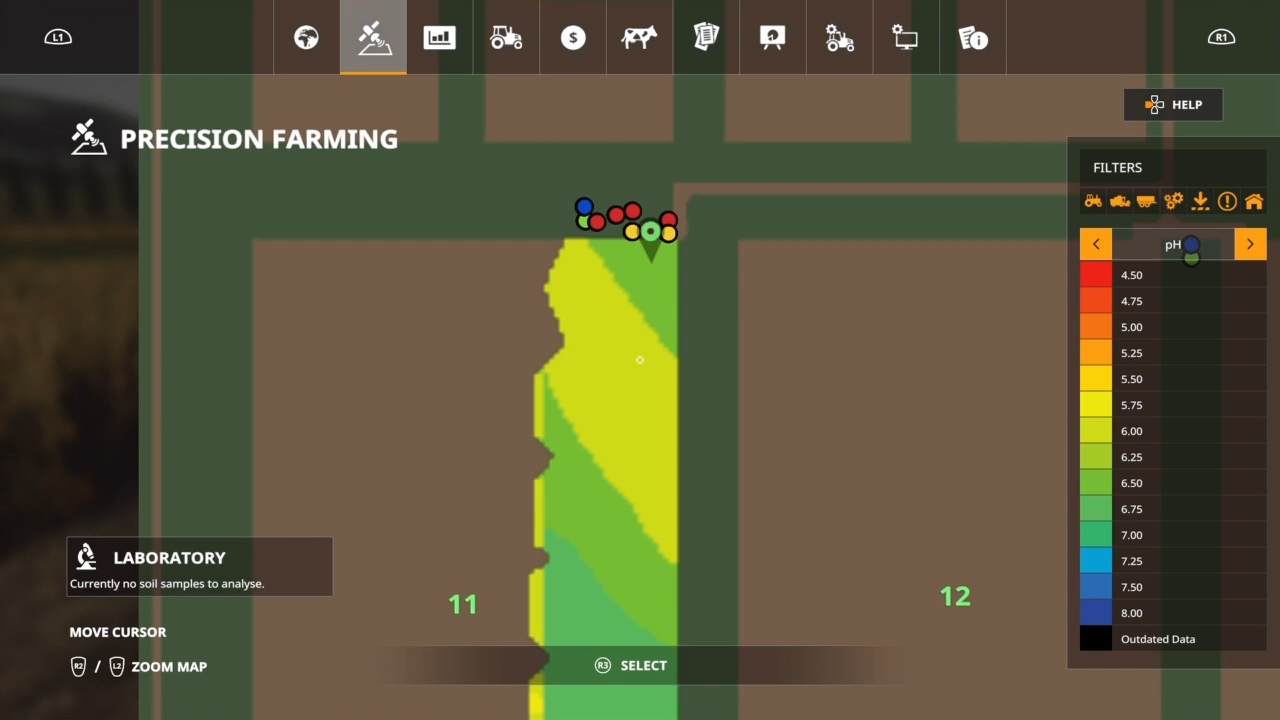 L1
$
R1
HELP
PRECISION FARMING
FILTERS
pH
4.50
4.75
5.00
5.25
5.50
5.75
6.00
6.25
6.50
6.75
7.00
7.25
7.50
8.00
Outdated Data
LABORATORY
Currently no soil samples to analyse.
11
12
MOVE CURSOR
R2 / L2 ZOOM MAP
R3 SELECT